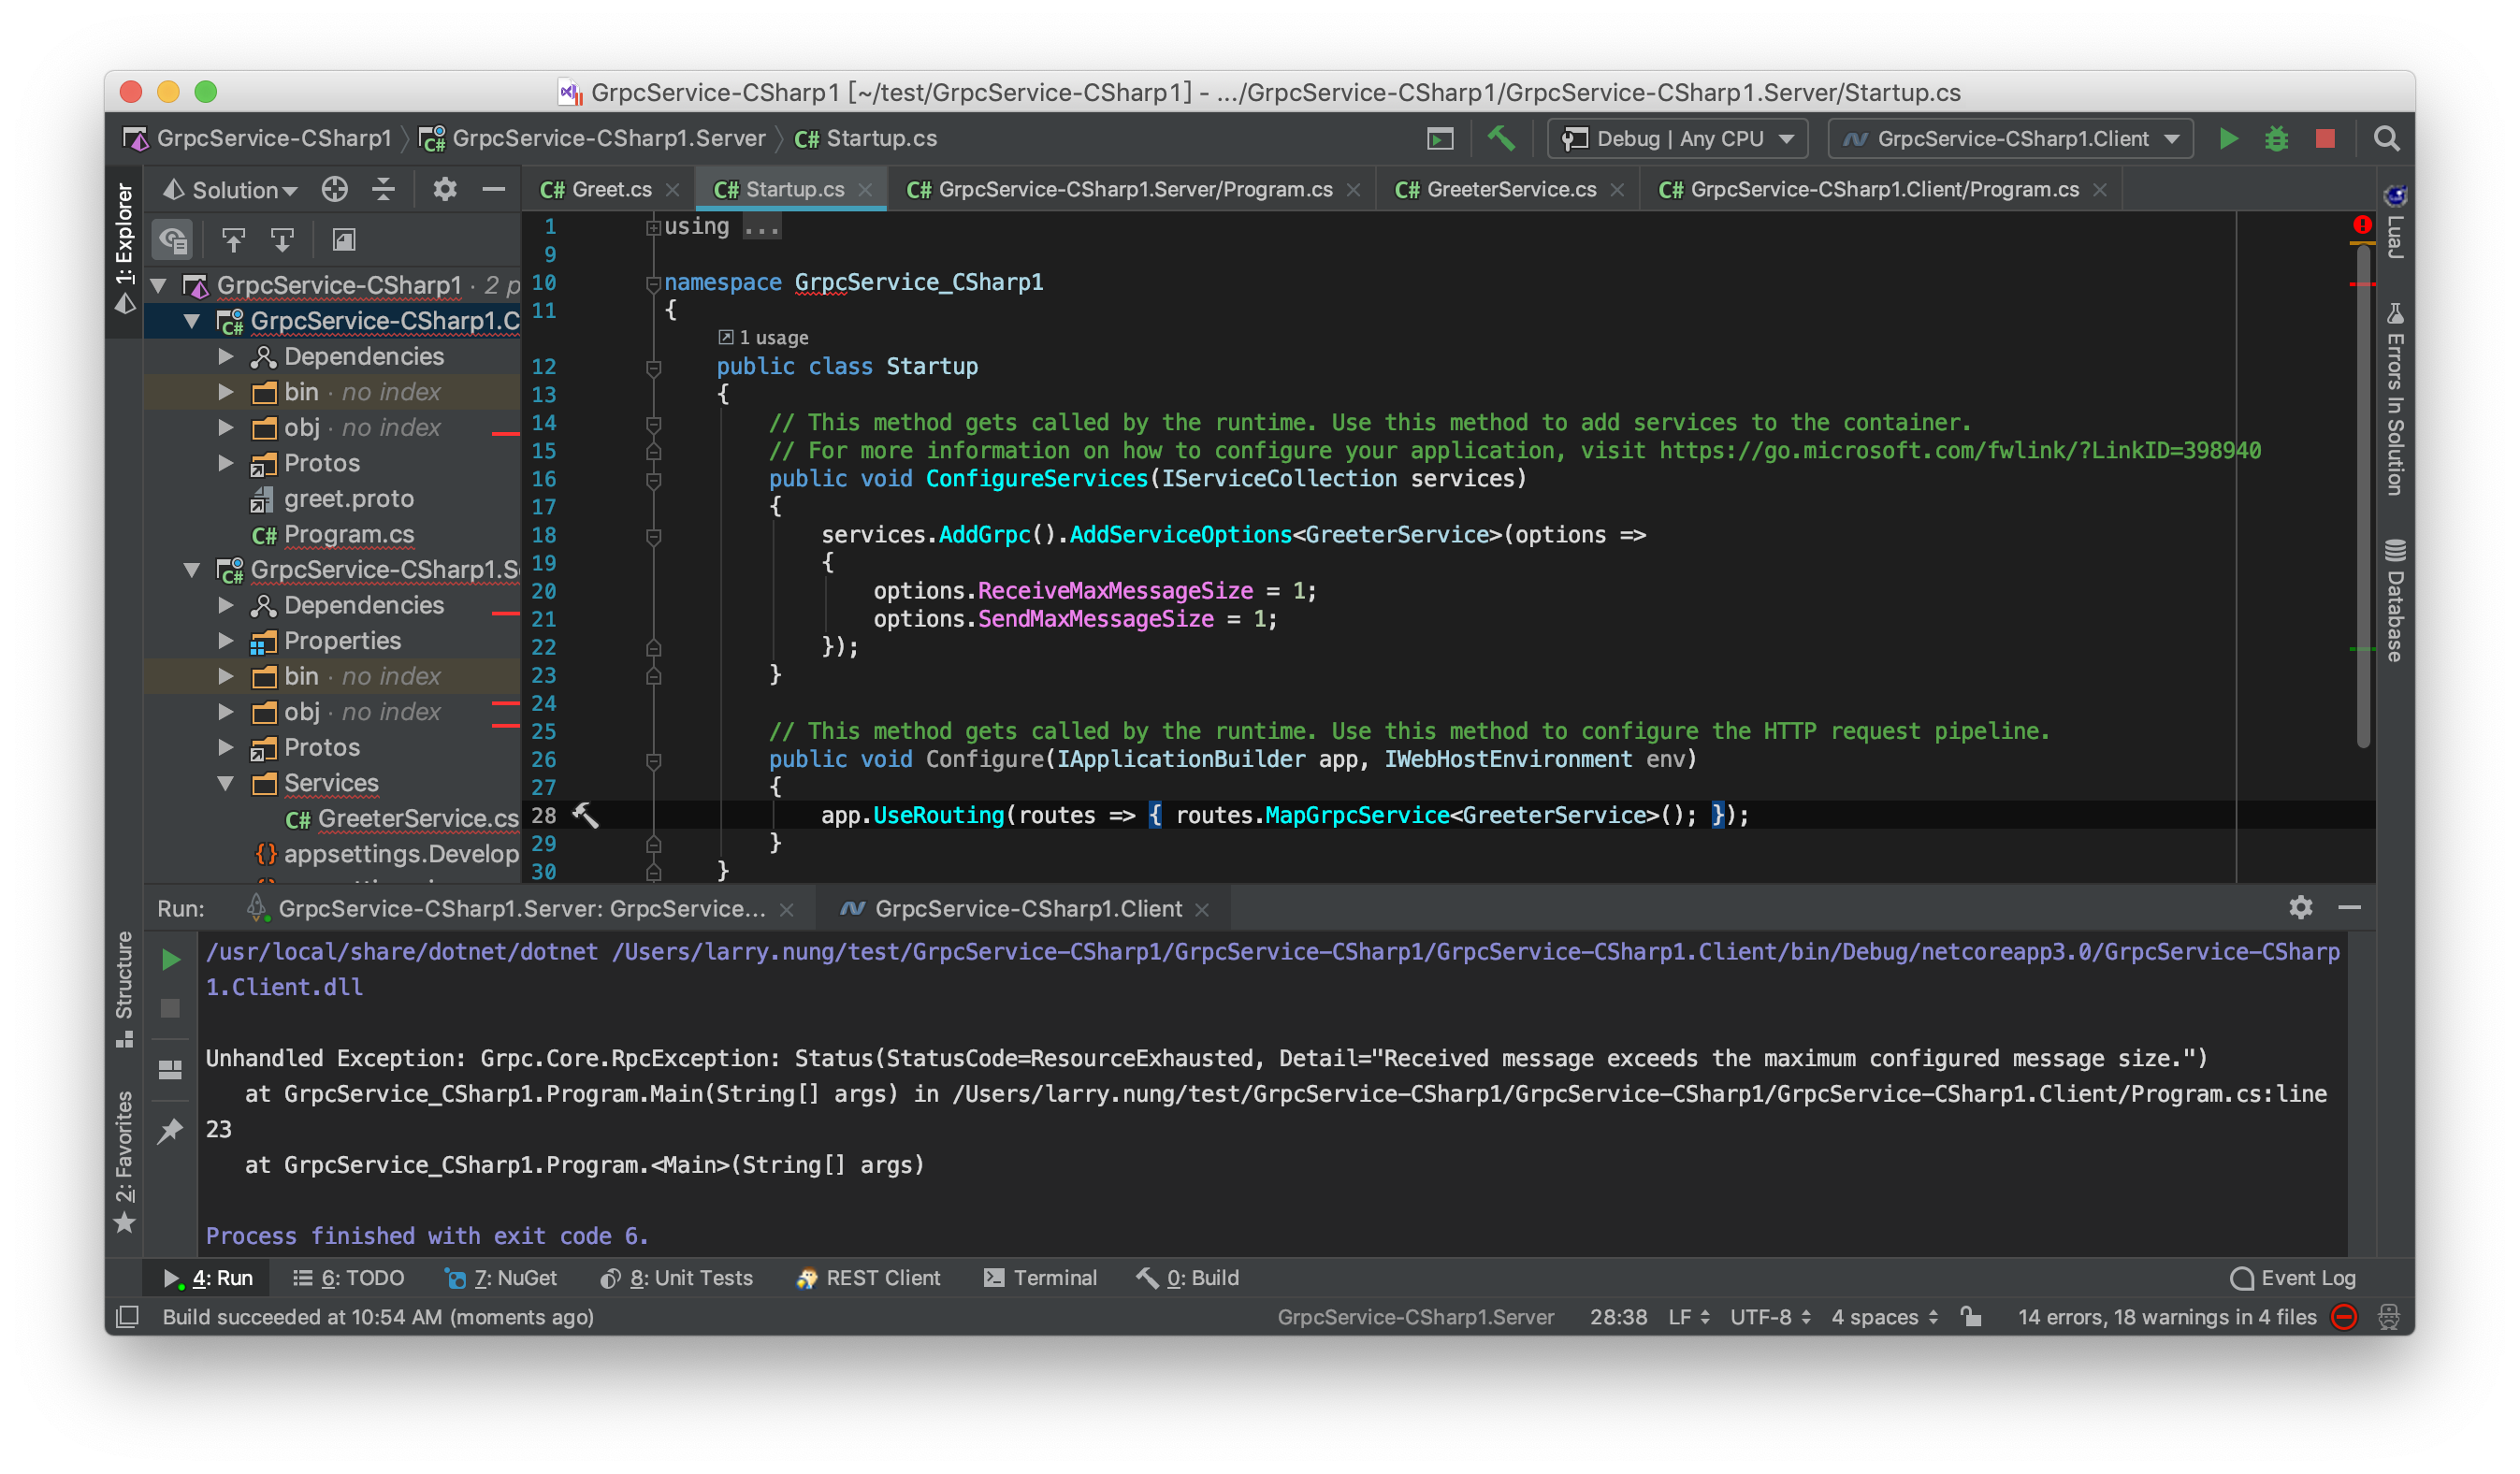 GrpcService-CSharp1 [~/test/GrpcService-CSharp1] - .../GrpcService-CSharp1/GrpcService-CSharp1.Server/Startup.cs
GrpcService-CSharp1 GrpcService-CSharp1.Server C# Startup.cs Debug | Any CPU GrpcService-CSharp1.Client
1: Explorer
Solution
C# Greet.cs C# Startup.cs C# GrpcService-CSharp1.Server/Program.cs C# GreeterService.cs C# GrpcService-CSharp1.Client/Program.cs
GrpcService-CSharp1 · 2 p
C# GrpcService-CSharp1.C
Dependencies
bin · no index
obj · no index
Protos
greet.proto
C# Program.cs
C# GrpcService-CSharp1.S
Dependencies
Properties
bin · no index
obj · no index
Protos
Services
C# GreeterService.cs
{} appsettings.Develop
1 using ...
9
10 namespace GrpcService_CSharp1
11 {
1 usage
12 public class Startup
13 {
14 // This method gets called by the runtime. Use this method to add services to the container.
15 // For more information on how to configure your application, visit https://go.microsoft.com/fwlink/?LinkID=398940
16 public void ConfigureServices(IServiceCollection services)
17 {
18 services.AddGrpc().AddServiceOptions<GreeterService>(options =>
19 {
20 options.ReceiveMaxMessageSize = 1;
21 options.SendMaxMessageSize = 1;
22 });
23 }
24
25 // This method gets called by the runtime. Use this method to configure the HTTP request pipeline.
26 public void Configure(IApplicationBuilder app, IWebHostEnvironment env)
27 {
28 app.UseRouting(routes => { routes.MapGrpcService<GreeterService>(); });
29 }
30 }
LuaJ
Errors In Solution
Database
Run: GrpcService-CSharp1.Server: GrpcService... GrpcService-CSharp1.Client
Structure
2: Favorites
/usr/local/share/dotnet/dotnet /Users/larry.nung/test/GrpcService-CSharp1/GrpcService-CSharp1/GrpcService-CSharp1.Client/bin/Debug/netcoreapp3.0/GrpcService-CSharp
1.Client.dll
Unhandled Exception: Grpc.Core.RpcException: Status(StatusCode=ResourceExhausted, Detail="Received message exceeds the maximum configured message size.")
at GrpcService_CSharp1.Program.Main(String[] args) in /Users/larry.nung/test/GrpcService-CSharp1/GrpcService-CSharp1/GrpcService-CSharp1.Client/Program.cs:line
23
at GrpcService_CSharp1.Program.<Main>(String[] args)
Process finished with exit code 6.
4: Run 6: TODO 7: NuGet 8: Unit Tests REST Client Terminal 0: Build Event Log
Build succeeded at 10:54 AM (moments ago) GrpcService-CSharp1.Server 28:38 LF UTF-8 4 spaces 14 errors, 18 warnings in 4 files